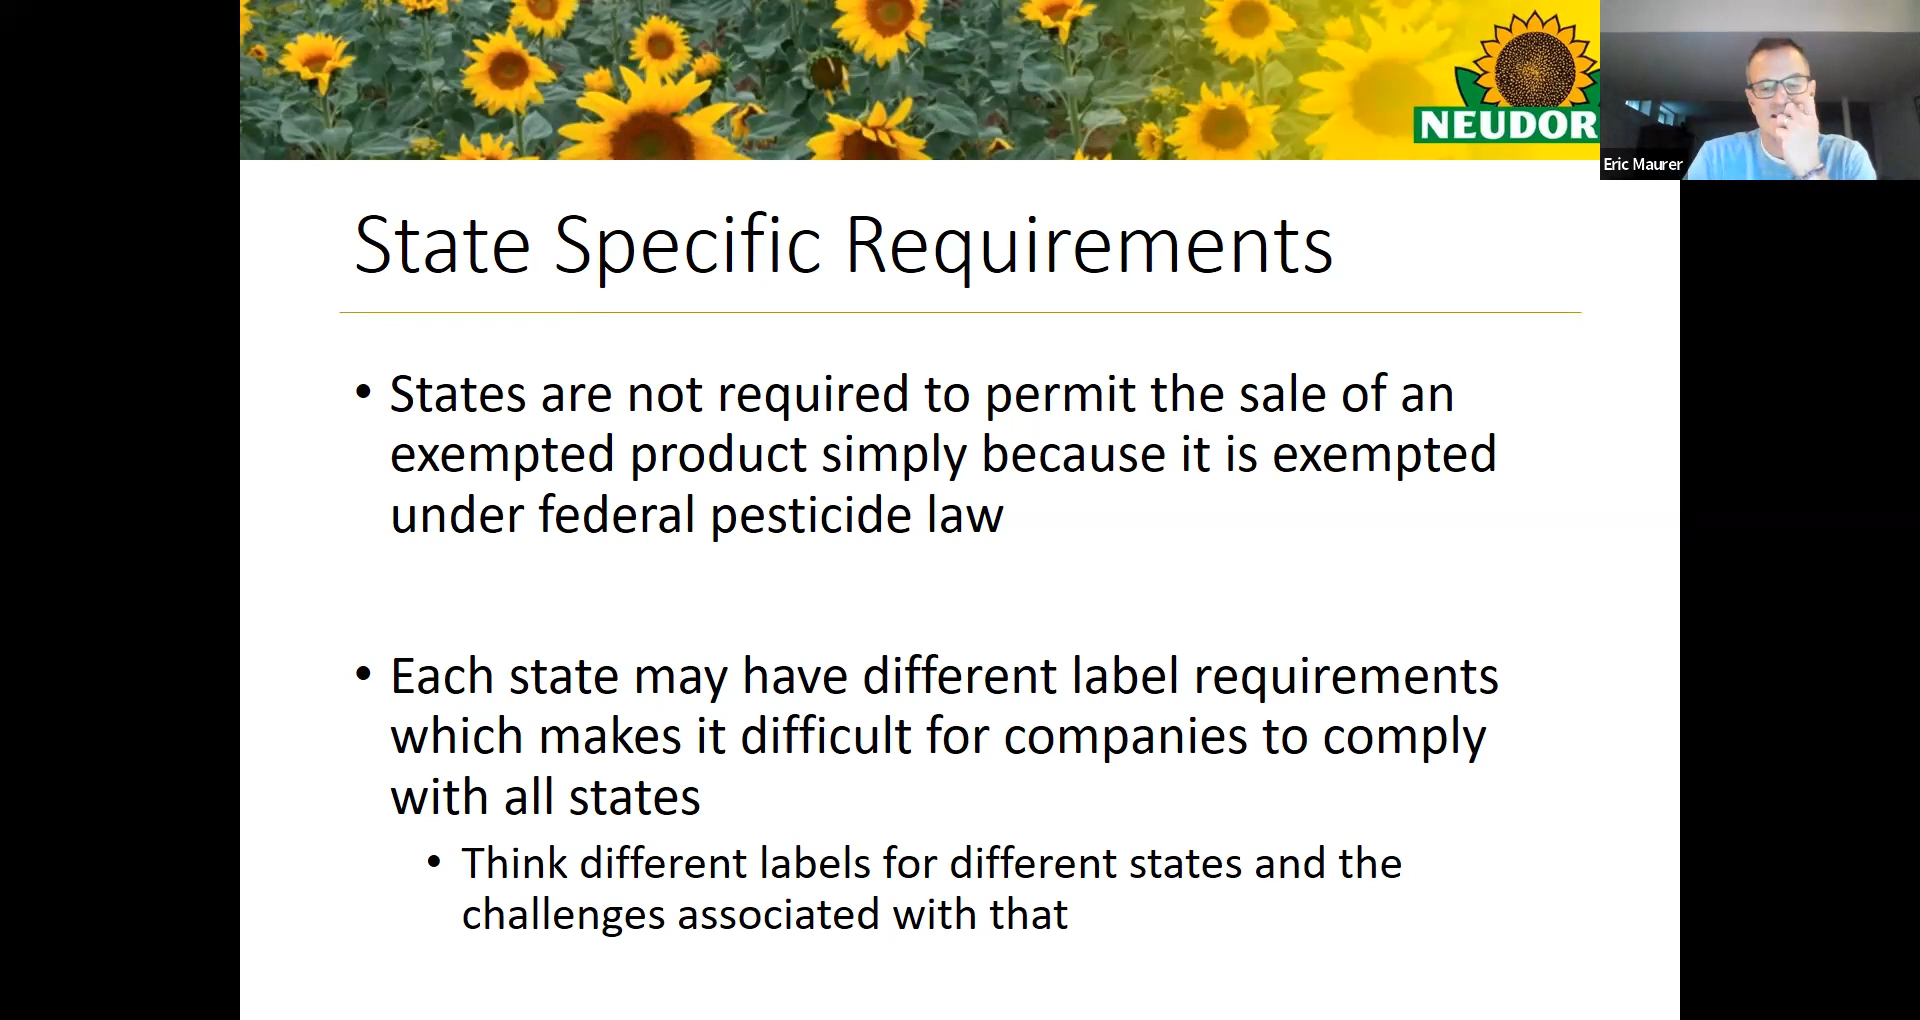 NEUDOR
Eric Maurer
State Specific Requirements
• States are not required to permit the sale of an
exempted product simply because it is exempted
under federal pesticide law
• Each state may have different label requirements
which makes it difficult for companies to comply
with all states
• Think different labels for different states and the
challenges associated with that